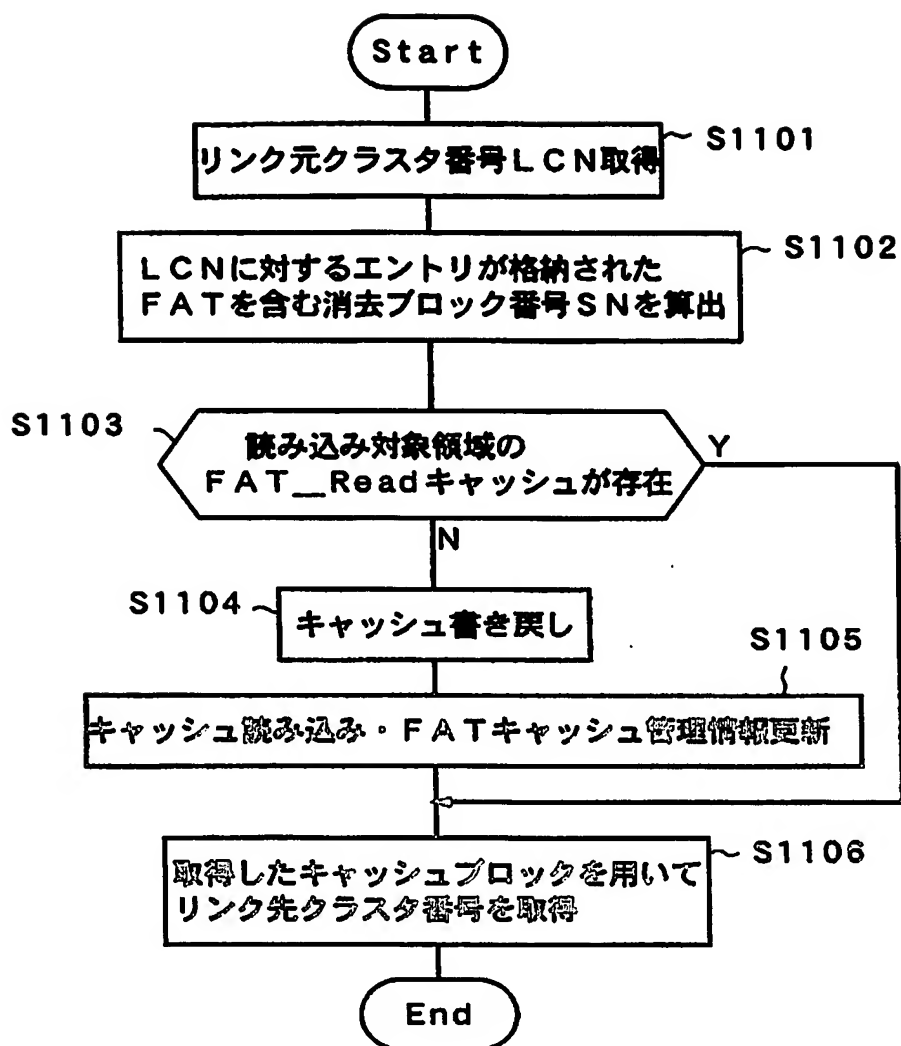 Start
リンク元クラスタ番号LCN取得
S1101
LCNに対するエントリが格納された
FATを含む消去ブロック番号SNを算出
S1102
S1103
読み込み対象領域の
FAT__Readキャッシュが存在
Y
N
S1104
キャッシュ書き戻し
S1105
キャッシュ読み込み・FATキャッシュ管理情報更新
取得したキャッシュブロックを用いて
リンク先クラスタ番号を取得
S1106
End